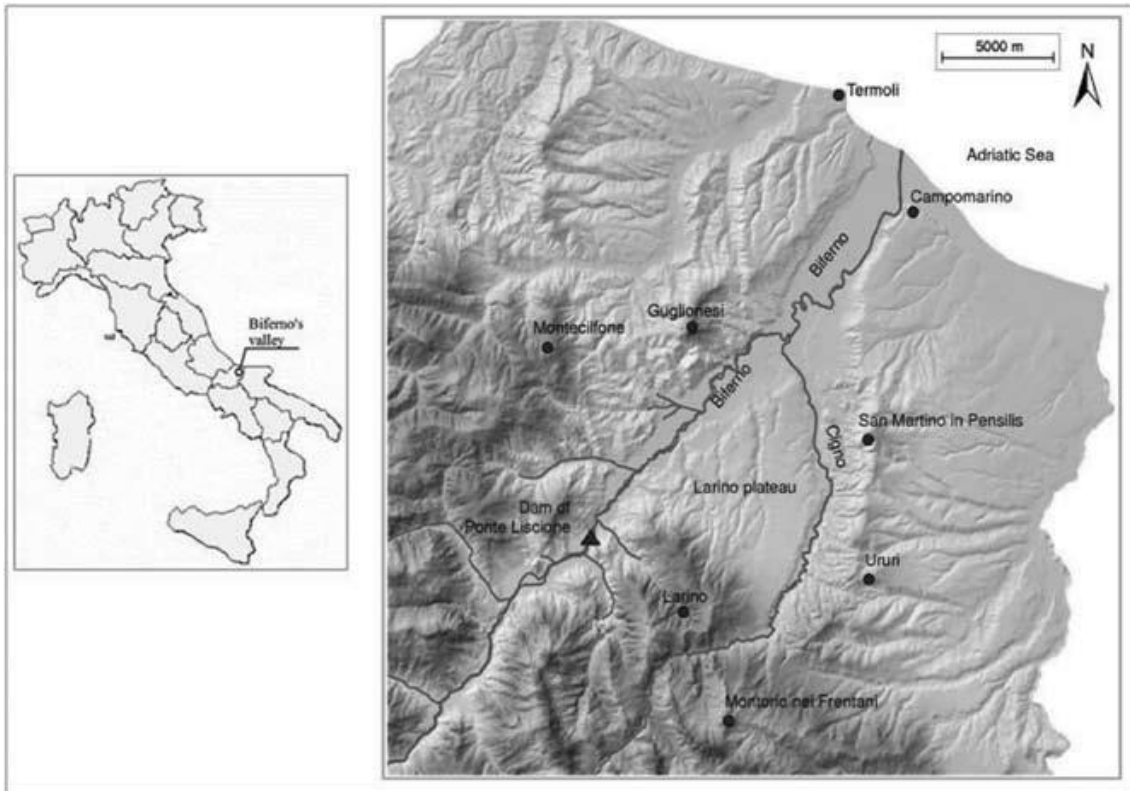 Biferno's
valley
5000 m
N
Termoli
Adriatic Sea
Campomarino
Biferno
Guglionesi
Montecilfone
Biferno
San Martino in Pensilis
Cigno
Larino plateau
Dam of
Ponte Liscione
Ururi
Larino
Montorio nei Frentani